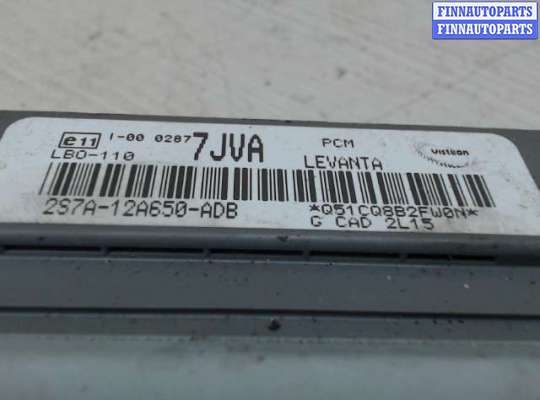 FINNAUTOPARTS
FINNAUTOPARTS
e11 I-00 0287 7JVA PCM Visteon
LBO-110 LEVANTA
2S7A-12A650-ADB *Q51CQ8B2FW0N*
G CAD 2L15